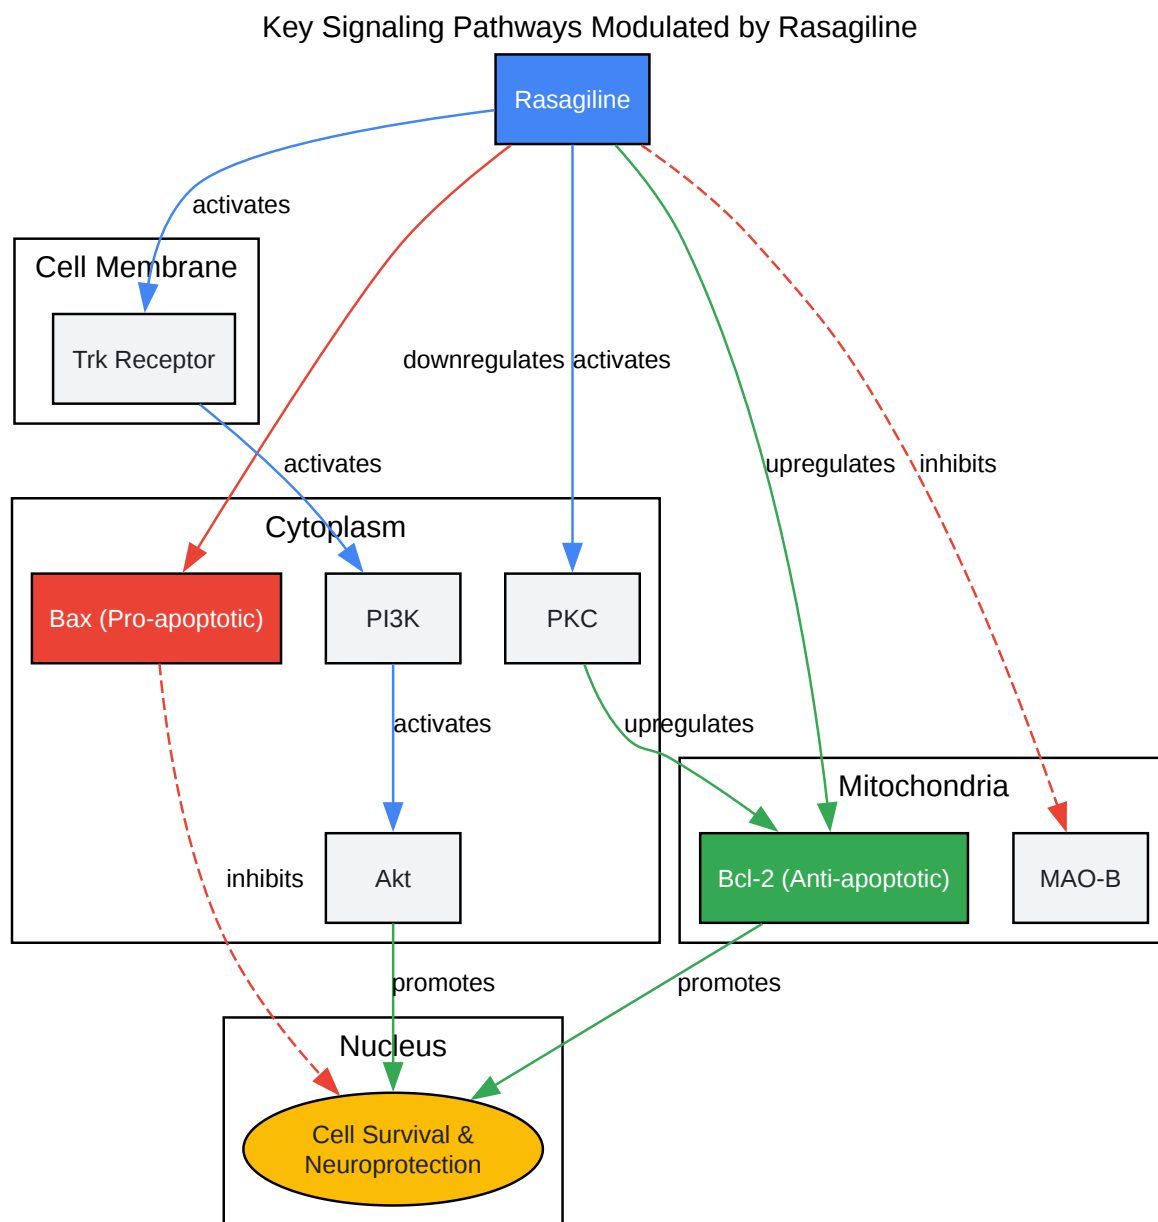 Key Signaling Pathways Modulated by Rasagiline
Rasagiline
activates
Cell Membrane
Trk Receptor
downregulates
activates
activates
upregulates
inhibits
Cytoplasm
Bax (Pro-apoptotic)
PI3K
PKC
activates
upregulates
Mitochondria
inhibits
Akt
Bcl-2 (Anti-apoptotic)
MAO-B
promotes
promotes
Nucleus
Cell Survival &
Neuroprotection